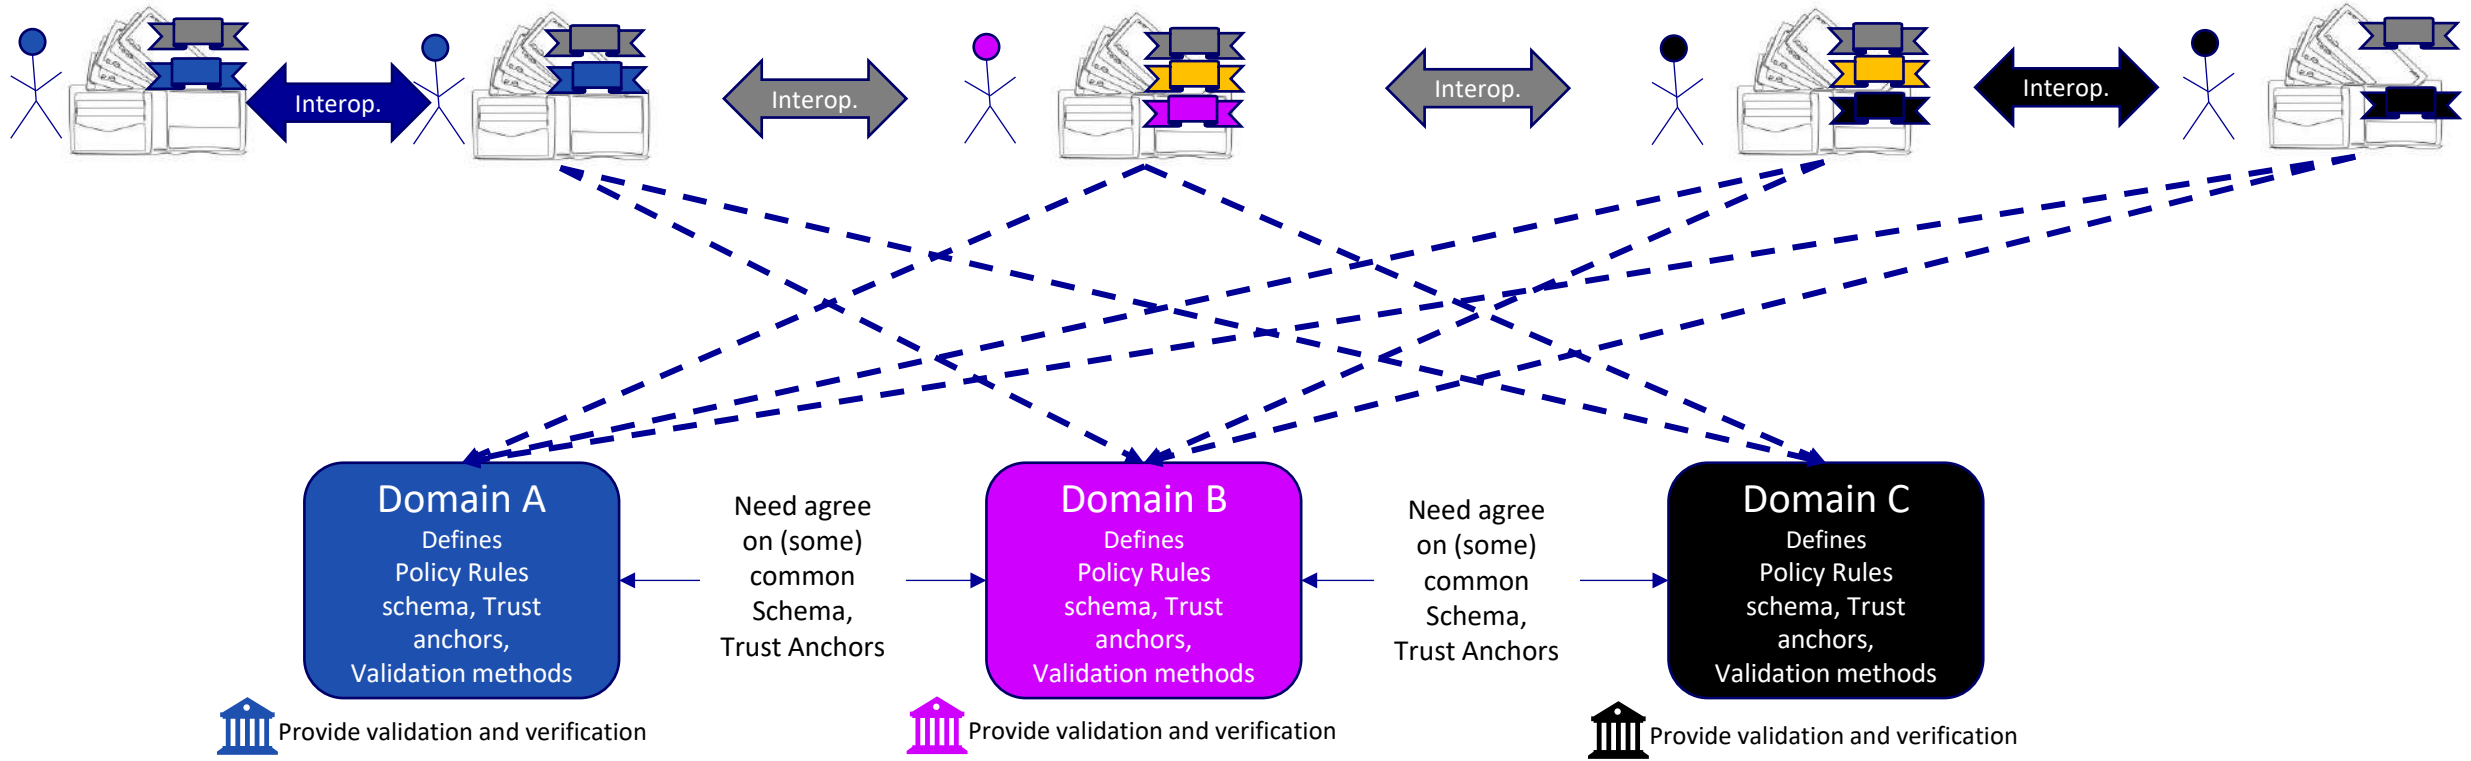 Interop.
Interop.
Interop.
Interop.
Domain A
Defines
Policy Rules
schema, Trust
anchors,
Validation methods
Need agree
on (some)
common
Schema,
Trust Anchors
Domain B
Defines
Policy Rules
schema, Trust
anchors,
Validation methods
Need agree
on (some)
common
Schema,
Trust Anchors
Domain C
Defines
Policy Rules
schema, Trust
anchors,
Validation methods
Provide validation and verification
Provide validation and verification
Provide validation and verification